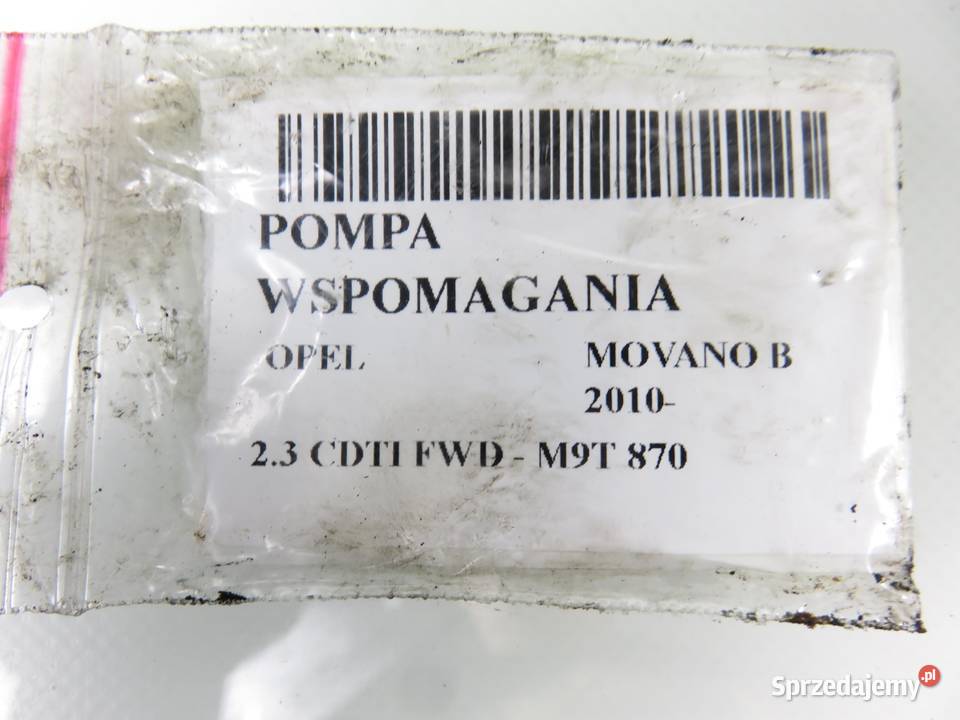 POMPA
WSPOMAGANIA
OPEL MOVANO B
2010-
2.3 CDTI FWD - M9T 870
Sprzedajemy.pl